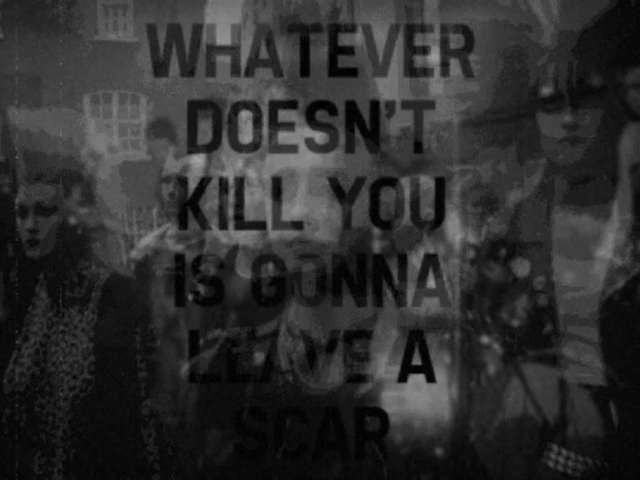 WHATEVER
DOESN'T
KILL YOU
IS GONNA
LEAVE A
SCAR